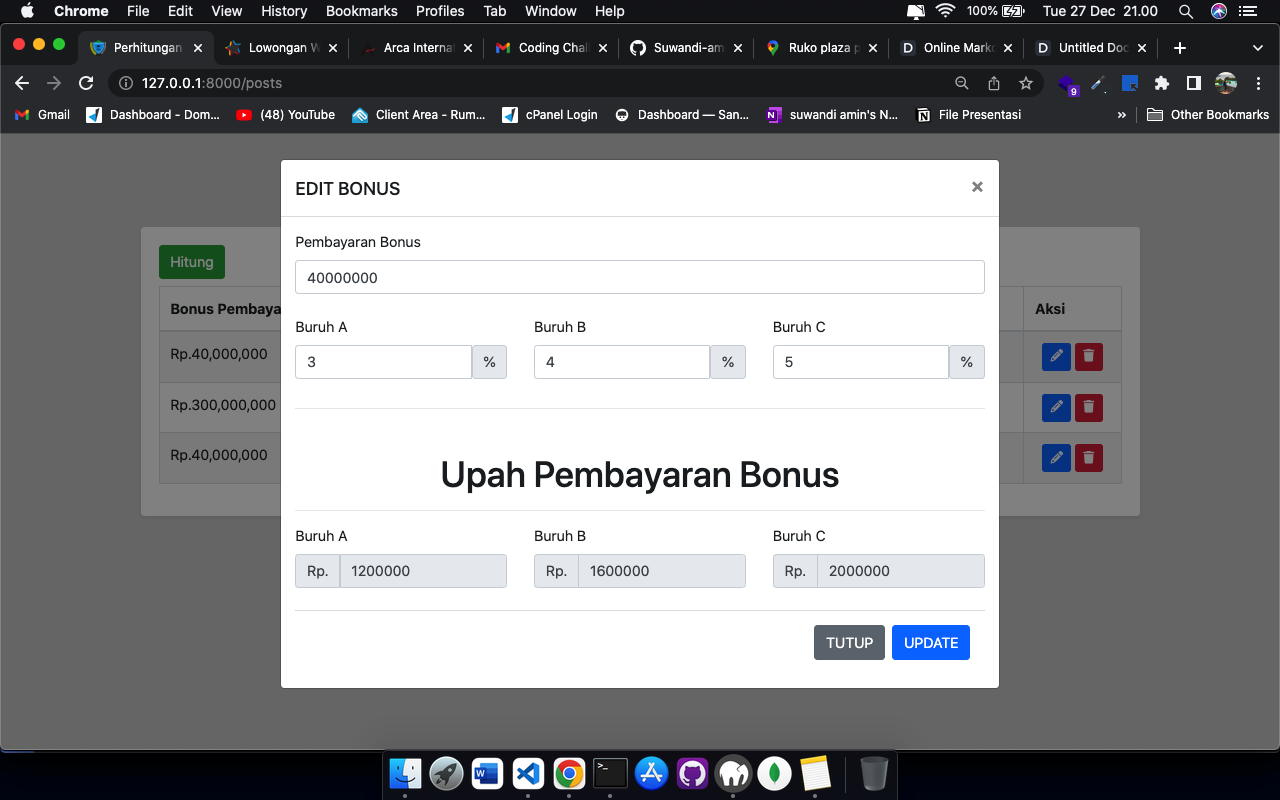 Chrome File Edit View History Bookmarks Profiles Tab Window Help 100% Tue 27 Dec 21.00
Perhitungan Lowongan W Arca Interna Coding Chal Suwandi-am Ruko plaza p Online Marko Untitled Doc
127.0.0.1:8000/posts 9
Gmail Dashboard - Dom... (48) YouTube Client Area - Rum... cPanel Login Dashboard — San... suwandi amin's N... File Presentasi » Other Bookmarks
EDIT BONUS ×
Pembayaran Bonus
40000000
Buruh A Buruh B Buruh C
3 % 4 % 5 %
Upah Pembayaran Bonus
Buruh A Buruh B Buruh C
Rp. 1200000 Rp. 1600000 Rp. 2000000
TUTUP UPDATE
Hitung
Bonus Pembaya Aksi
Rp.40,000,000
Rp.300,000,000
Rp.40,000,000